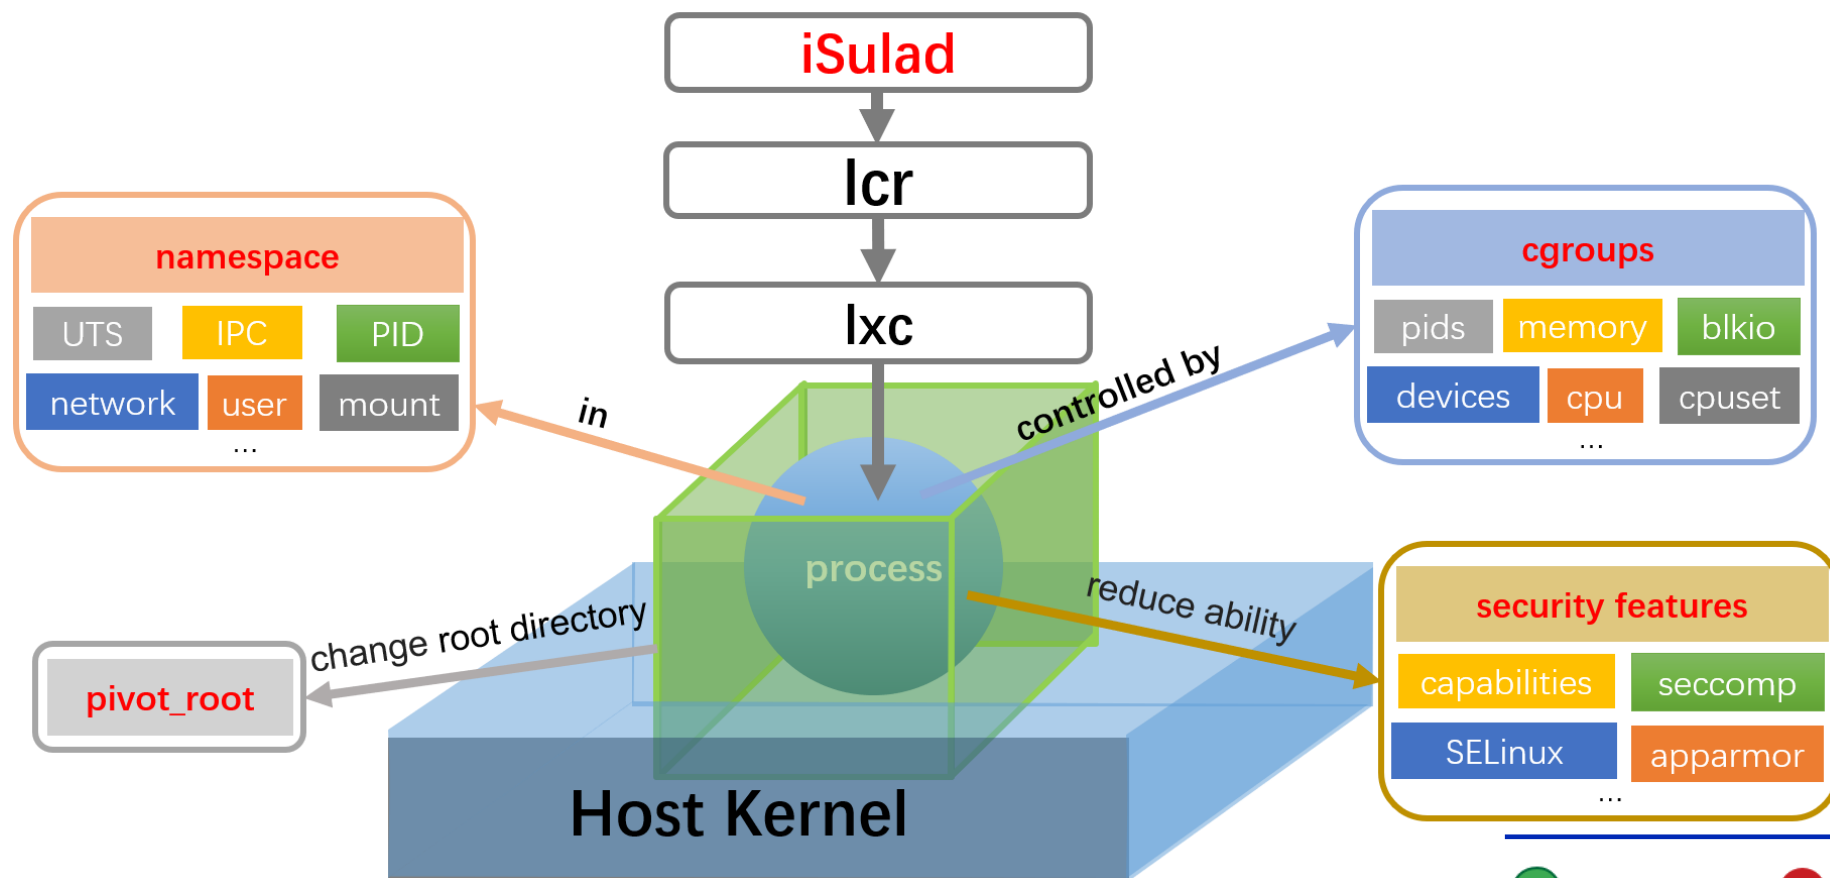 iSulad
lcr
lxc
namespace
UTS IPC PID
network user mount
...
in
controlled by
cgroups
pids memory blkio
devices cpu cpuset
...
process
change root directory
pivot_root
reduce ability
security features
capabilities seccomp
SELinux apparmor
...
Host Kernel